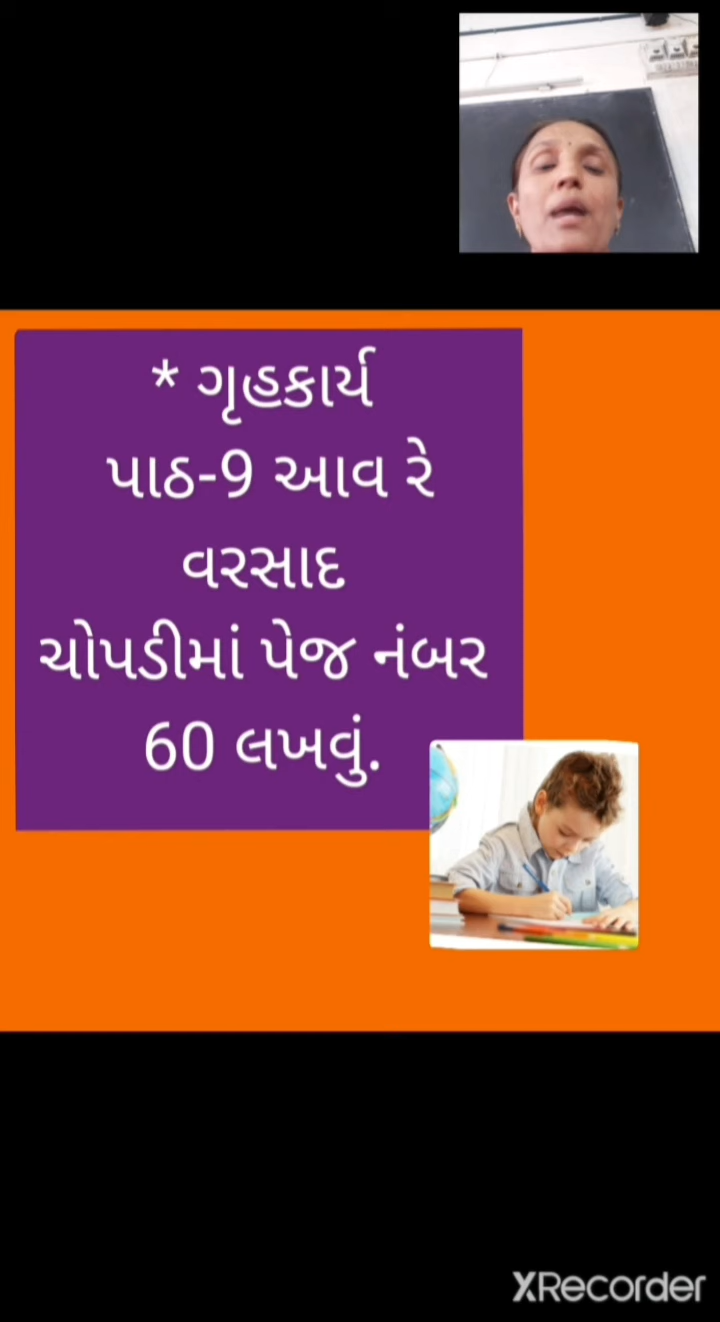 * ગૃહકાર્ય
પાઠ-9 આવ રે
વરસાદ
ચોપડીમાં પેજ નંબર
60 લખવું.
XRecorder